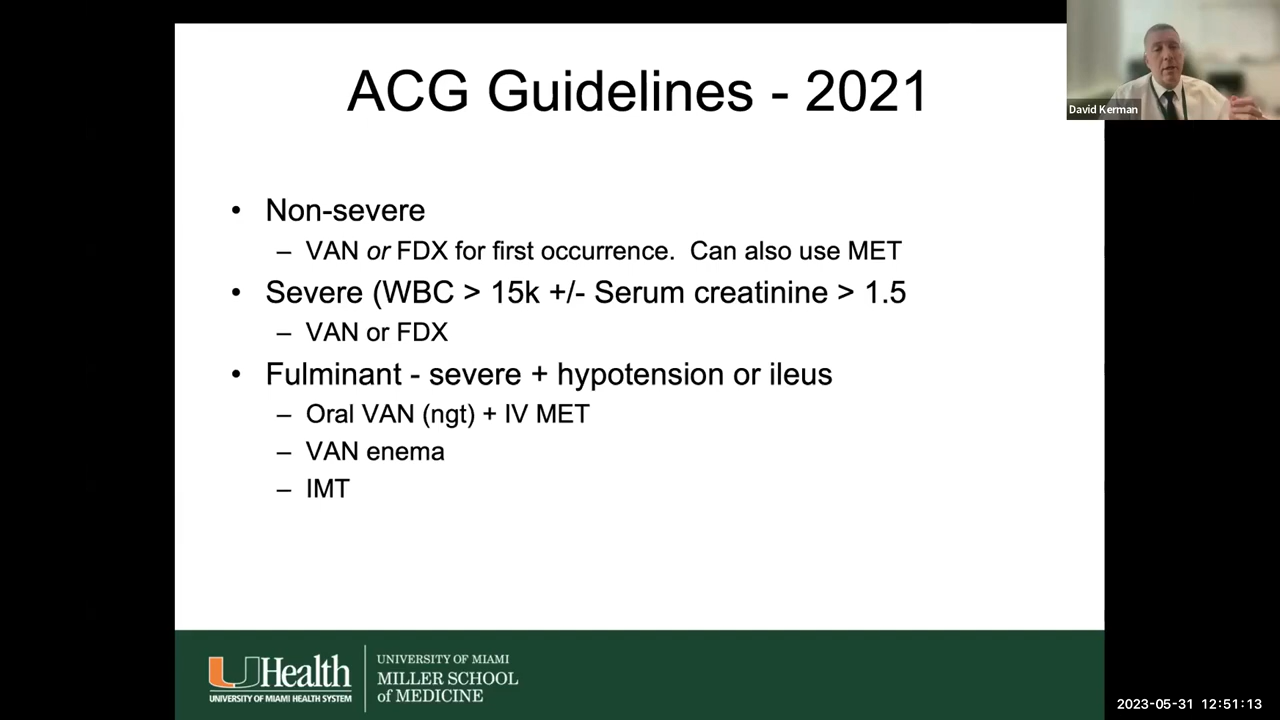 ACG Guidelines - 2021
David Kerman
• Non-severe
– VAN or FDX for first occurrence. Can also use MET
• Severe (WBC > 15k +/- Serum creatinine > 1.5
– VAN or FDX
• Fulminant - severe + hypotension or ileus
– Oral VAN (ngt) + IV MET
– VAN enema
– IMT
UHealth
UNIVERSITY OF MIAMI HEALTH SYSTEM
UNIVERSITY OF MIAMI
MILLER SCHOOL
of MEDICINE
2023-05-31 12:51:13